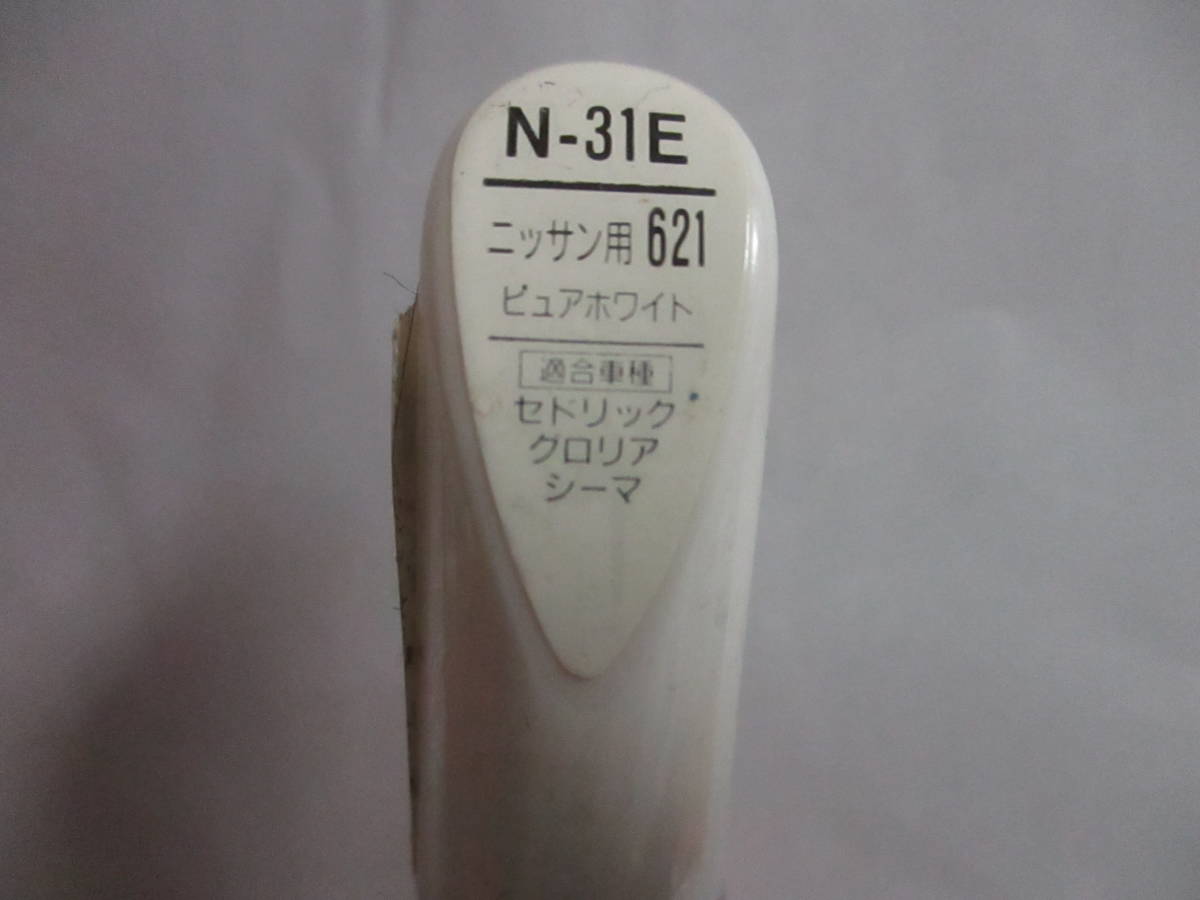 N-31E
ニッサン用 621
ピュアホワイト
適合車種
セドリック
グロリア
シーマ